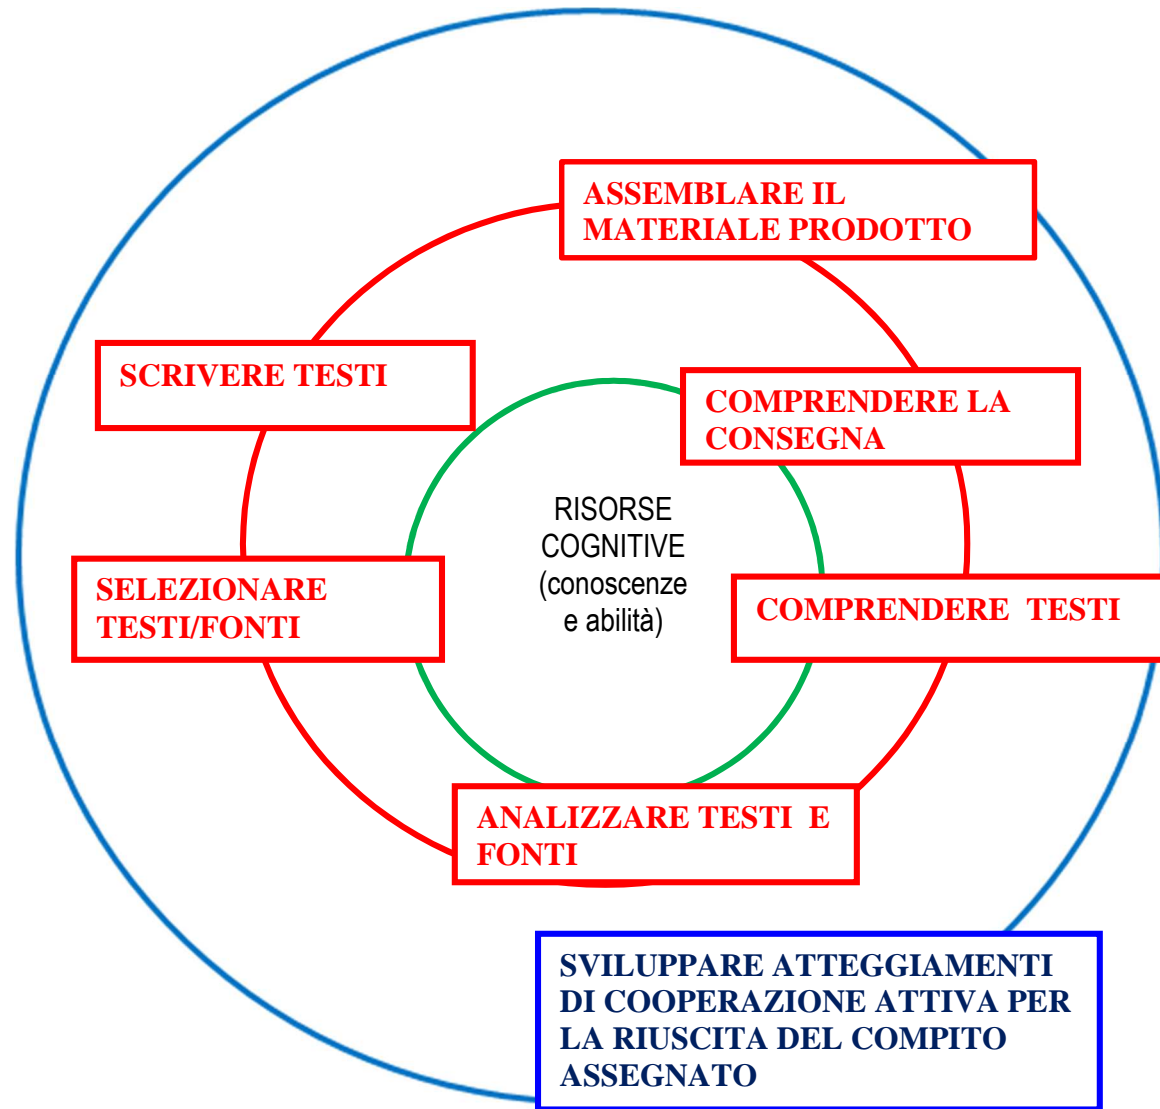 ASSEMBLARE IL
MATERIALE PRODOTTO
SCRIVERE TESTI
COMPRENDERE LA
CONSEGNA
RISORSE
COGNITIVE
(conoscenze
e abilità)
SELEZIONARE
TESTI/FONTI
COMPRENDERE TESTI
ANALIZZARE TESTI E
FONTI
SVILUPPARE ATTEGGIAMENTI
DI COOPERAZIONE ATTIVA PER
LA RIUSCITA DEL COMPITO
ASSEGNATO